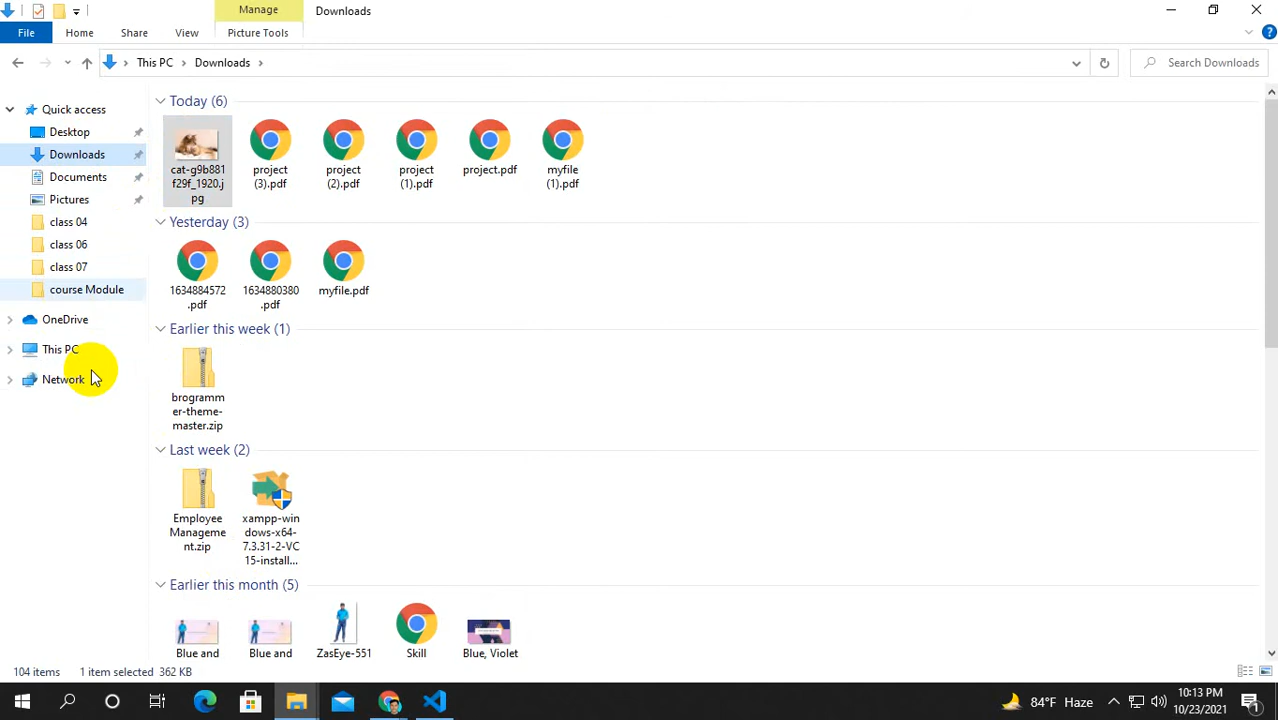 Manage
Downloads
File
Home
Share
View
Picture Tools
This PC
Downloads
Search Downloads
Quick access
Desktop
Downloads
Documents
Pictures
class 04
class 06
class 07
course Module
OneDrive
This PC
Network
Today (6)
cat-g9b881
f29f_1920.j
pg
project
(3).pdf
project
(2).pdf
project
(1).pdf
project.pdf
myfile
(1).pdf
Yesterday (3)
1634884572
.pdf
1634880380
.pdf
myfile.pdf
Earlier this week (1)
brogramm
er-theme-
master.zip
Last week (2)
Employee
Manageme
nt.zip
xampp-win
dows-x64-
7.3.31-2-VC
15-install...
Earlier this month (5)
Blue and
Blue and
ZasEye-551
Skill
Blue, Violet
104 items
1 item selected 362 KB
84°F Haze
10:13 PM
10/23/2021
1